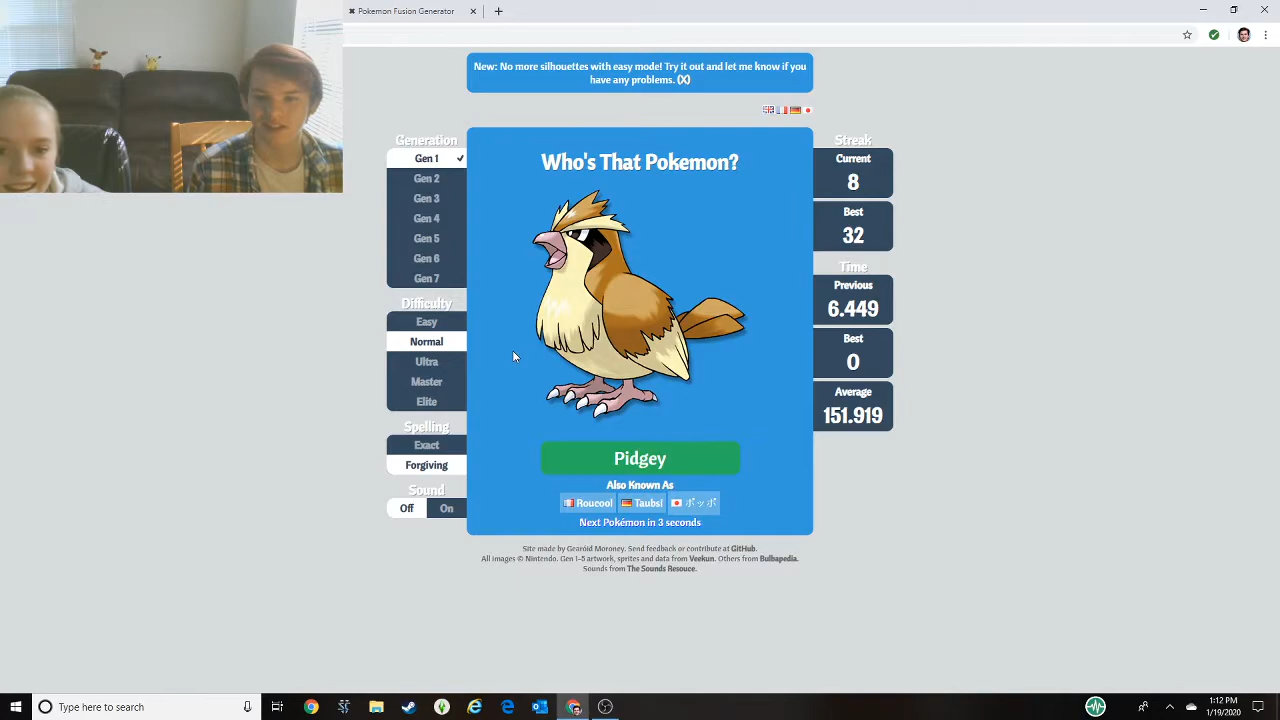 Pokemon Fusion Generator
New: No more silhouettes with easy mode! Try it out and let me know if you
have any problems. (X)
Generation
Gen 1
Gen 2
Gen 3
Gen 4
Gen 5
Gen 6
Gen 7
Difficulty
Easy
Normal
Ultra
Master
Elite
Spelling
Exact
Forgiving
Sound
Off On
Who's That Pokemon?
Pidgey
Also Known As
Roucool Taubsi ポッポ
Next Pokémon in 3 seconds
Streak
Current
8
Best
32
Time
Previous
6.449
Best
0
Average
151.919
Site made by Gearóid Moroney. Send feedback or contribute at GitHub.
All images © Nintendo. Gen 1-5 artwork, sprites and data from Veekun. Others from Bulbapedia.
Sounds from The Sounds Resouce.
Type here to search
1:12 PM
1/19/2020